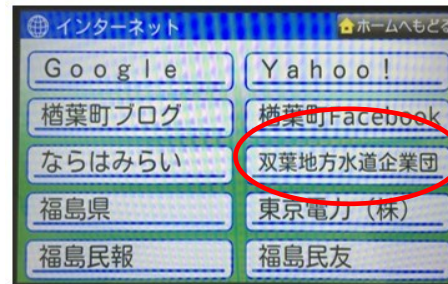 インターネット
ホームへもどる
Ｇｏｏｇｌｅ
Ｙａｈｏｏ！
楢葉町ブログ
楢葉町Facebook
ならはみらい
双葉地方水道企業団
福島県
東京電力（株）
福島民報
福島民友